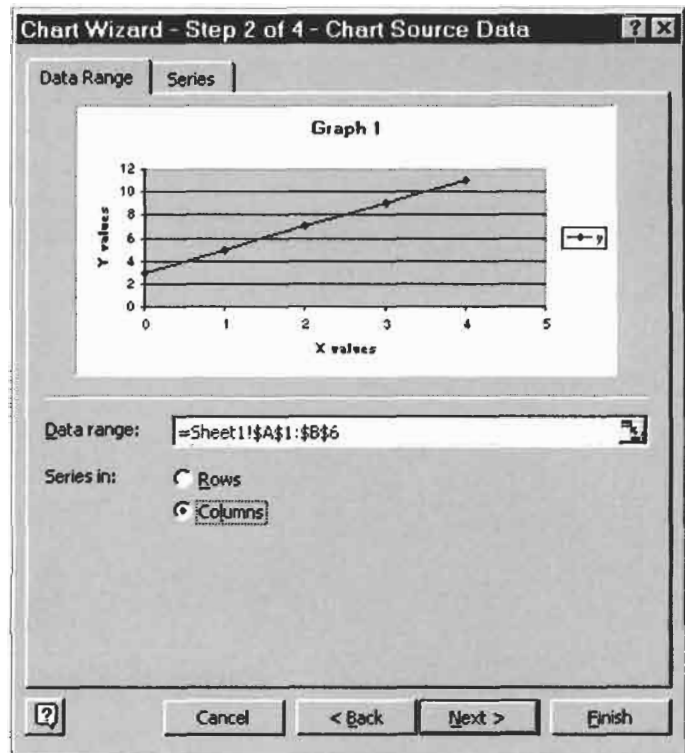 Chart Wizard - Step 2 of 4 - Chart Source Data
Data Range Series
Graph 1
12
10
8
6
4
2
0
Y values
0 1 2 3 4 5
X values
y
Data range: =Sheet1!$A$1:$B$6
Series in: Rows
Columns
Cancel < Back Next > Finish